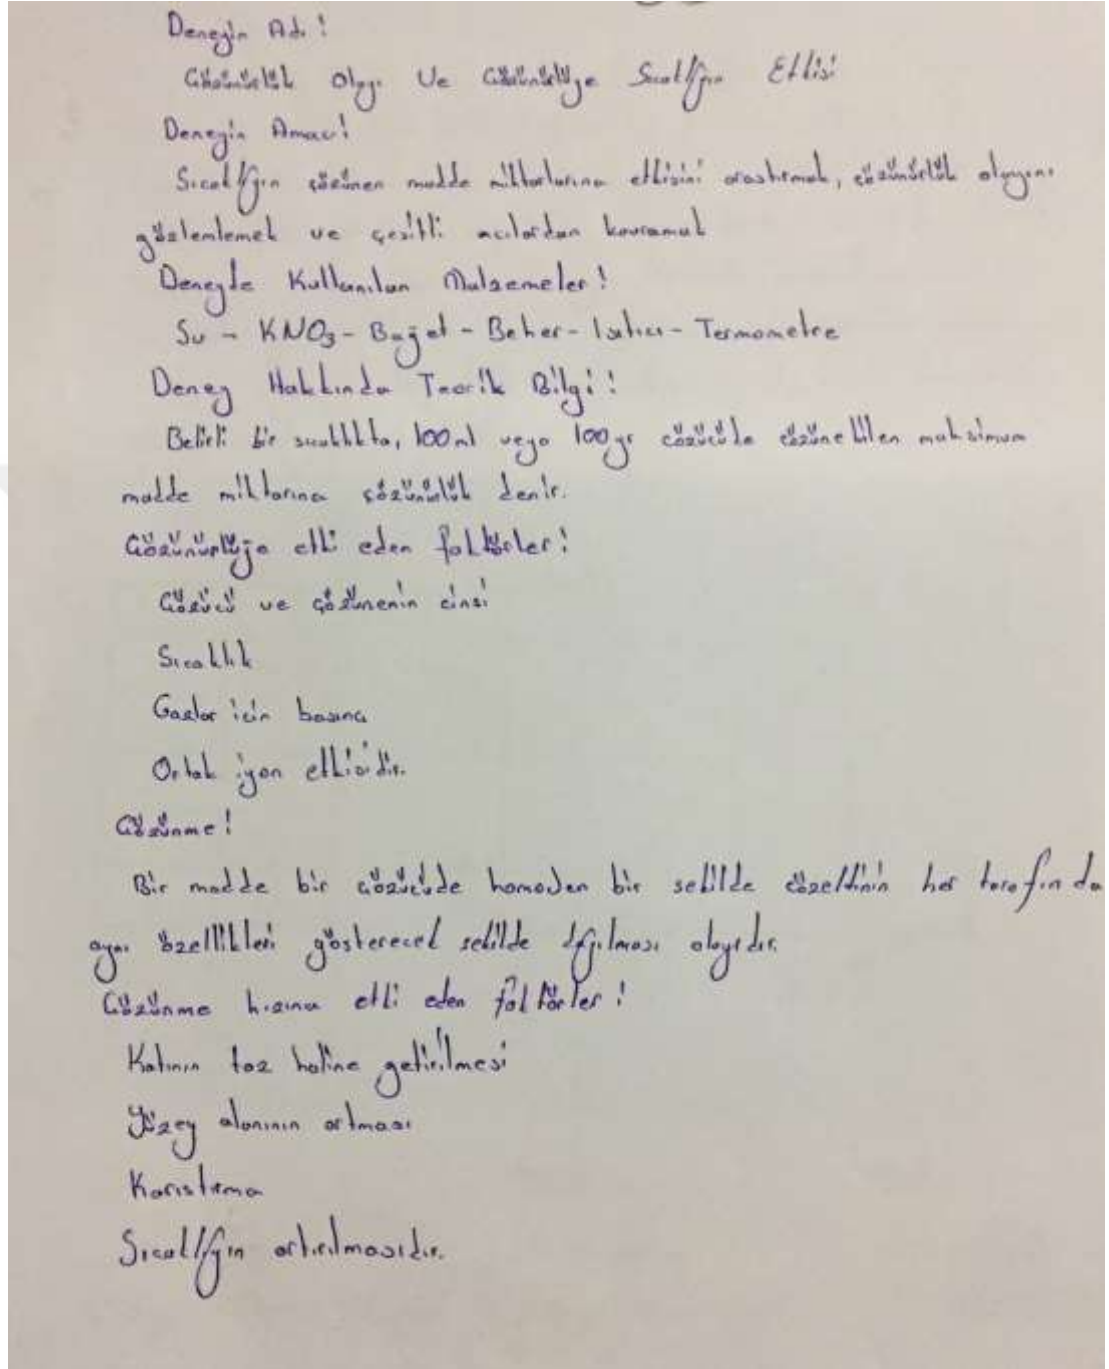 Deneyin Adı!
Çözünürlük Olayı Ve Çözünürlüğe Sıcaklığın Etkisi
Deneyin Amacı!
Sıcaklığın çözünen madde miktarlarına etkisini araştırmak, çözünürlük olayını
gözlemlemek ve çeşitli acılardan kavramak
Deneyde Kullanılan Malzemeler!
Su - KNO₃ - Baget - Beher - Isıtıcı - Termometre
Deney Hakkında Teorik Bilgi!
Belirli bir sıcaklıkta, 100ml veya 100gr çözücüde çözünebilen maksimum
madde miktarına çözünürlük denir.
Çözünürlüğe etki eden faktörler!
Çözücü ve çözünenin cinsi
Sıcaklık
Gazlar için basınç
Ortak iyon etkisidir.
Çözünme!
Bir madde bir çözücüde homojen bir şekilde çözeltinin her tarafında
aynı özellikleri gösterecek şekilde dağılması olayıdır.
Çözünme hızına etki eden faktörler!
Katının toz haline getirilmesi
Yüzey alanının artması
Karıştırma
Sıcaklığın artırılmasıdır.